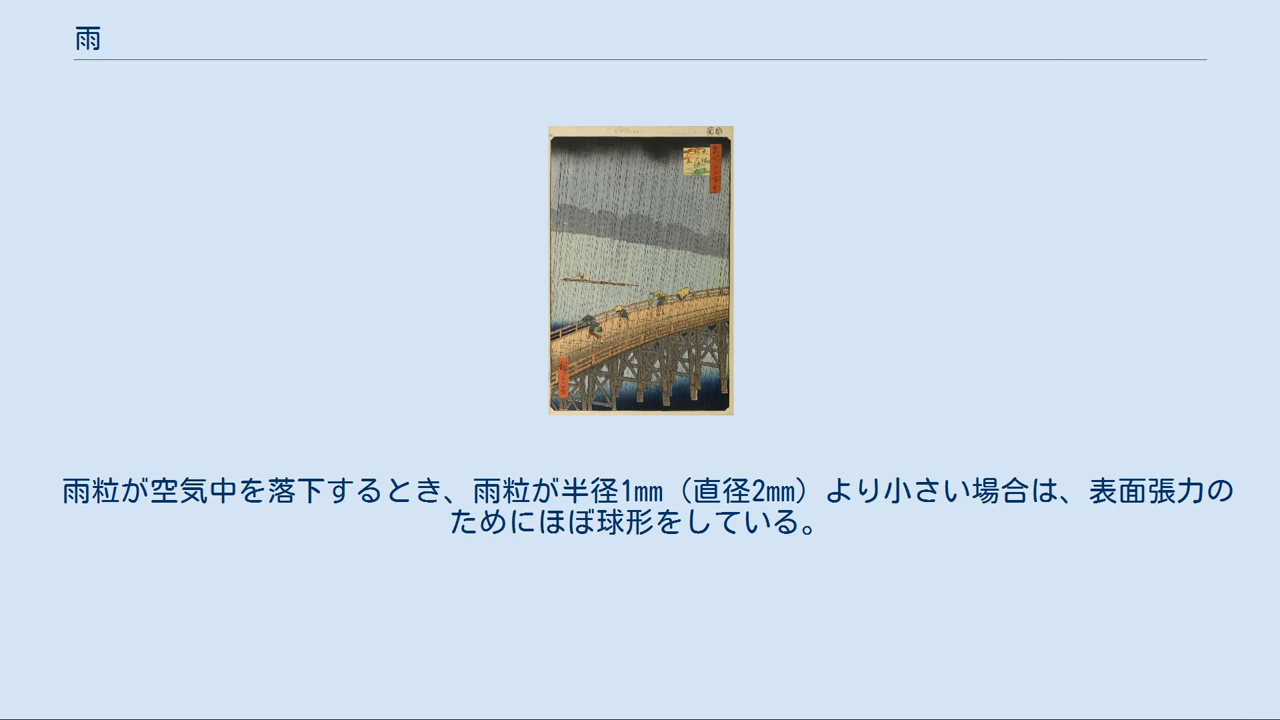 雨
雨粒が空気中を落下するとき、雨粒が半径1mm（直径2mm）より小さい場合は、表面張力の
ためにほぼ球形をしている。